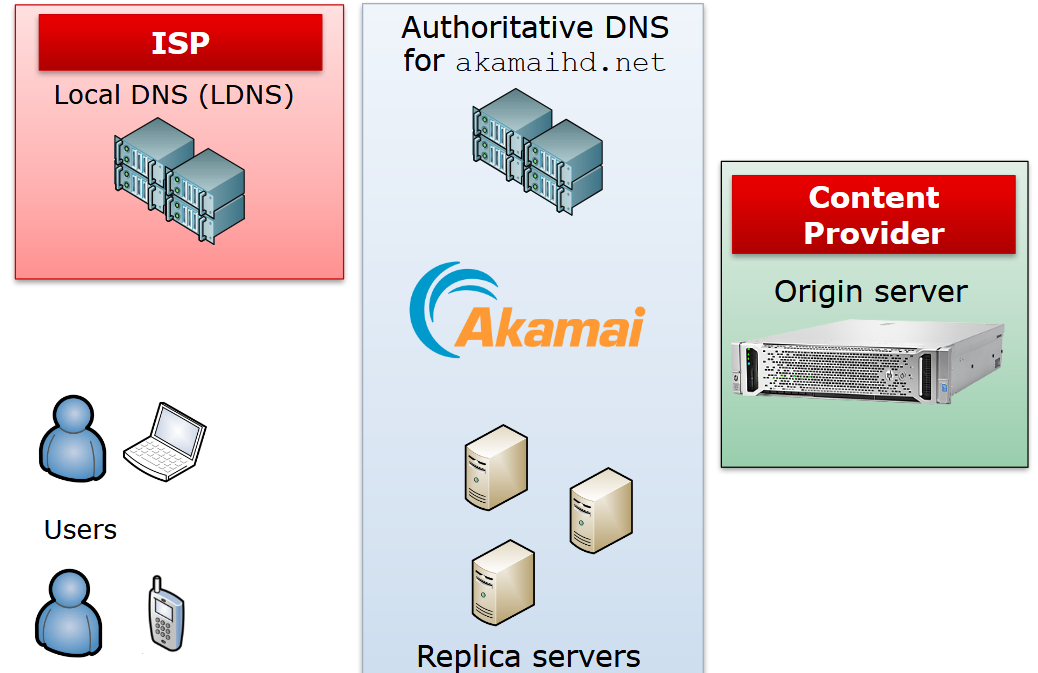 ISP
Local DNS (LDNS)
Users
Authoritative DNS
for akamaihd.net
Akamai
Replica servers
Content
Provider
Origin server